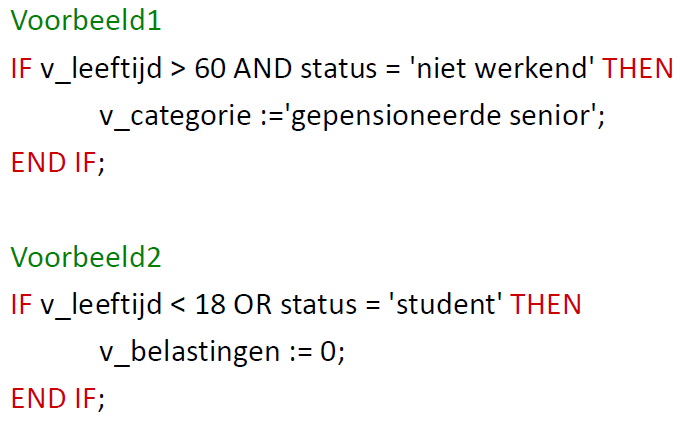 Voorbeeld1
IF v_leeftijd > 60 AND status = 'niet werkend' THEN
v_categorie :='gepensioneerde senior';
END IF;
Voorbeeld2
IF v_leeftijd < 18 OR status = 'student' THEN
v_belastingen := 0;
END IF;